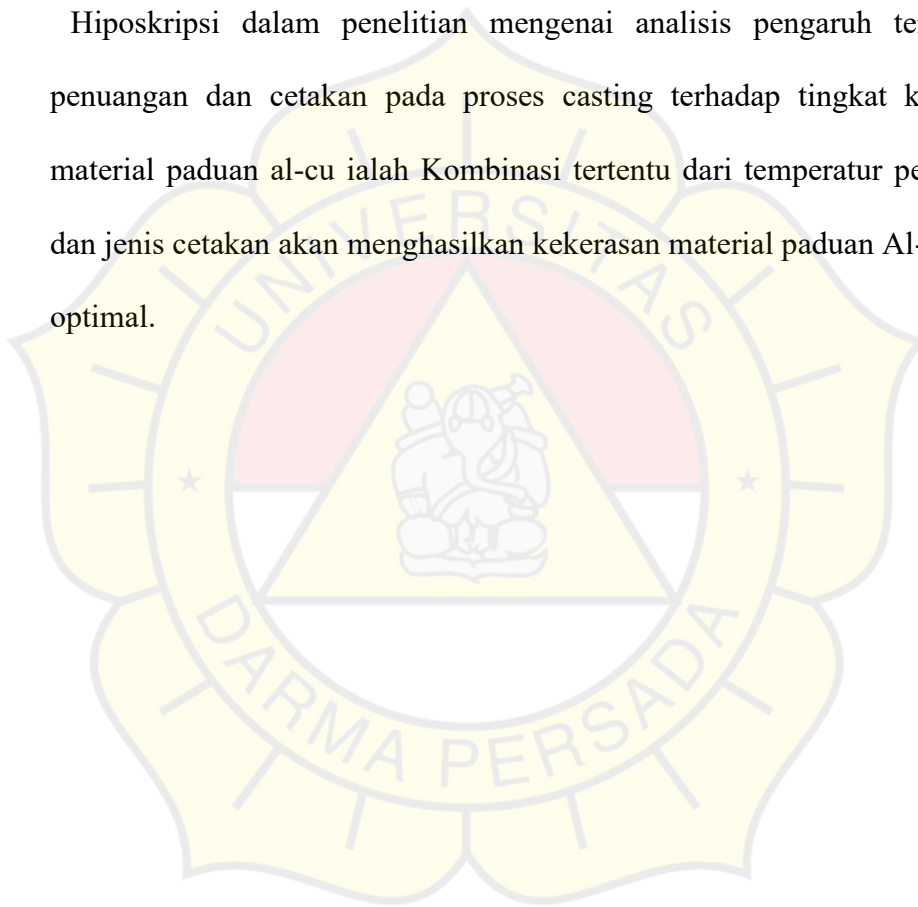 Hiposkripsi dalam penelitian mengenai analisis pengaruh
penuangan dan cetakan pada proses casting terhadap tingkat
material paduan al-cu ialah Kombinasi tertentu dari temperatur
dan jenis cetakan akan menghasilkan kekerasan material paduan Al-
optimal.
UNIVERSITAS
DARMA PERSADA